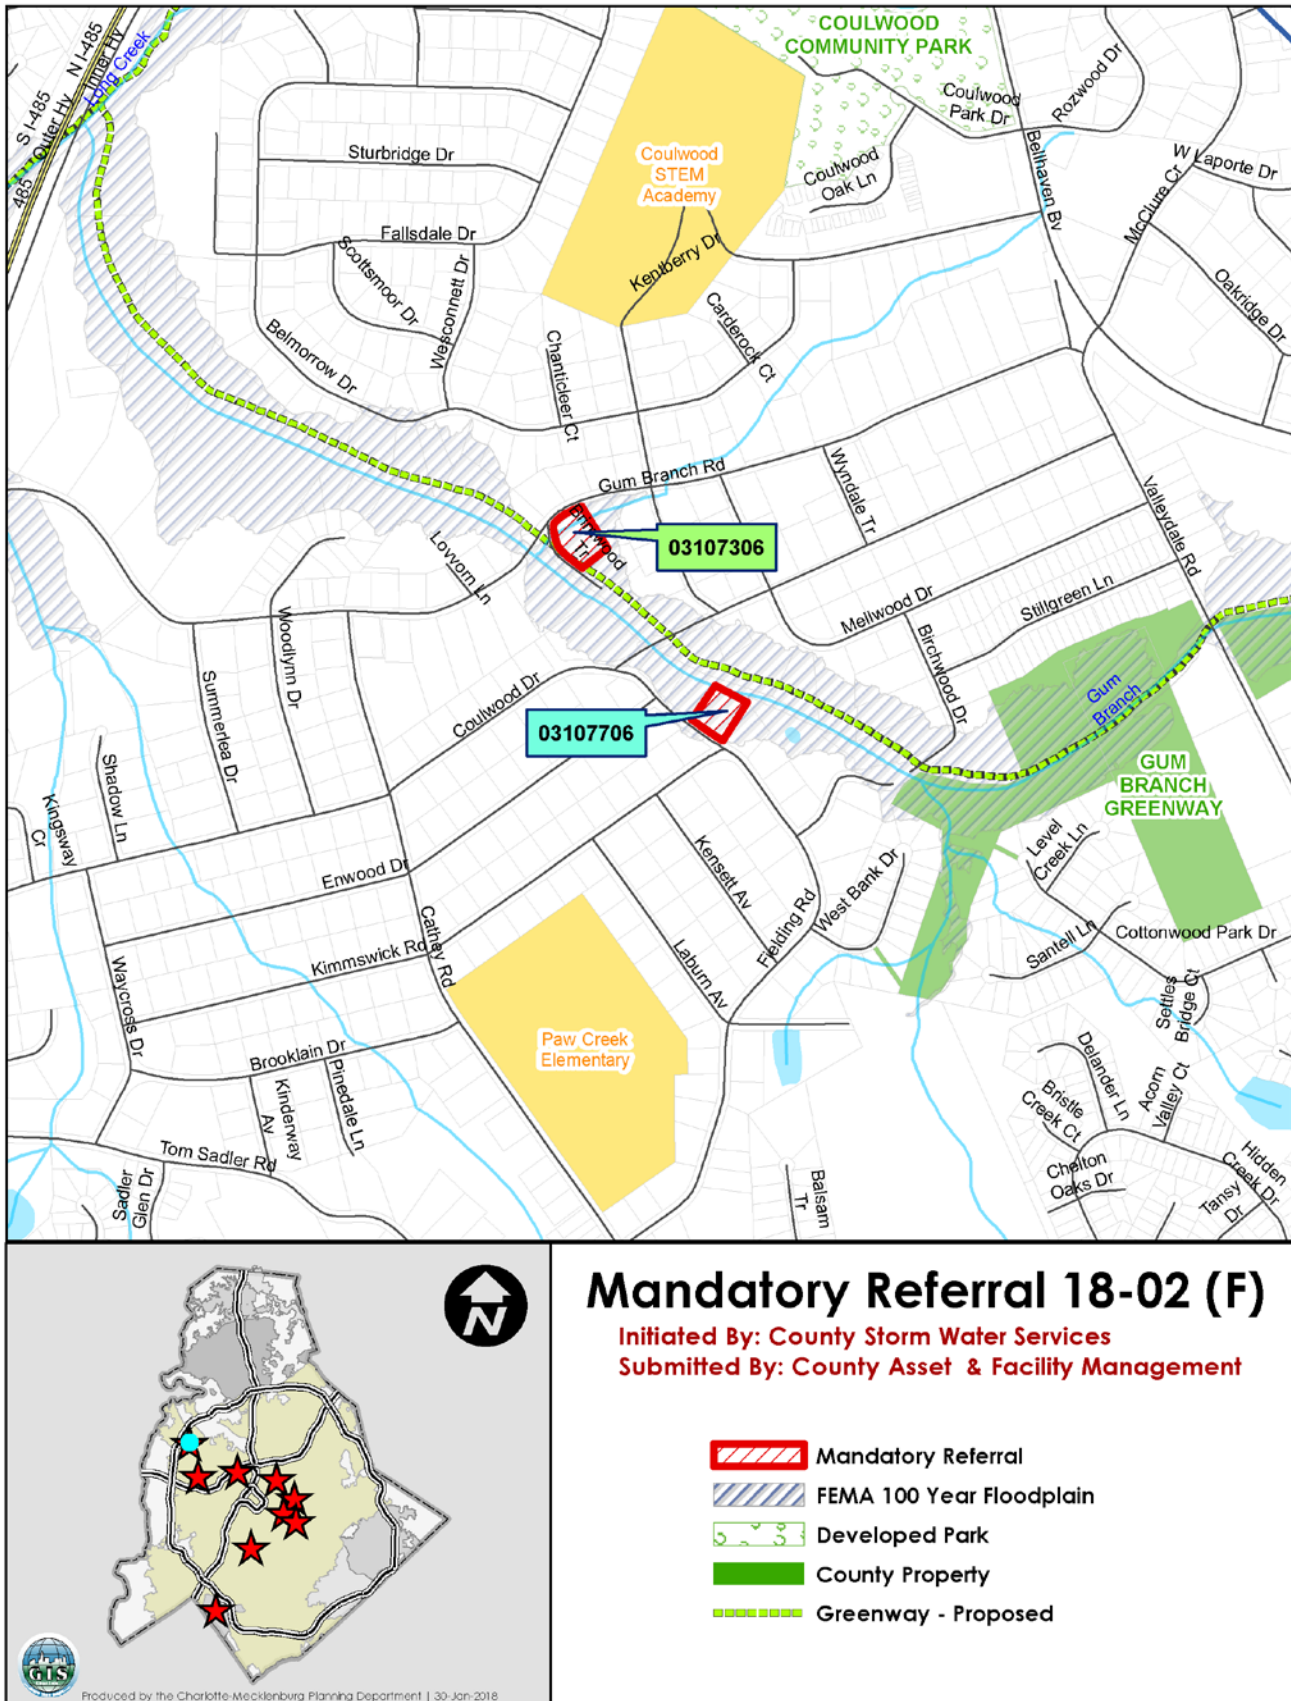 COULWOOD
COMMUNITY PARK
N I-485
Inner Hy
Long Creek
S I-485
Outer Hy
485
Rozwood Dr
Coulwood
Park Dr
Bellhaven Bv
W Laporte Dr
McClure Cr
Oakridge Dr
Sturbridge Dr
Coulwood
STEM
Academy
Coulwood
Oak Ln
Fallsdale Dr
Scottsmoor Dr
Wesconnett Dr
Kentberry Dr
Carderock Ct
Belmorrow Dr
Chanticleer Ct
Gum Branch Rd
Wyndale Tr
Valleydale Rd
Brinwood
Tr
03107306
Lovvorn Ln
Woodlynn Dr
Mellwood Dr
Stillgreen Ln
Birchwood Dr
Summerlea Dr
Coulwood Dr
03107706
Gum
Branch
GUM
BRANCH
GREENWAY
Shadow Ln
Kingsway
Cr
Level
Creek Ln
Enwood Dr
Kensett Av
West Bank Dr
Fielding Rd
Cathey Rd
Kimmswick Rd
Laburn Av
Santell Ln
Cottonwood Park Dr
Settles
Bridge Ct
Waycross Dr
Paw Creek
Elementary
Brooklain Dr
Kinderway
Av
Pinedale Ln
Delander Ln
Acorn
Valley Ct
Bristle
Creek Ct
Tom Sadler Rd
Sadler
Glen Dr
Balsam
Tr
Chelton
Oaks Dr
Hidden
Creek Dr
Tansy
Dr
N
Mandatory Referral 18-02 (F)
Initiated By: County Storm Water Services
Submitted By: County Asset & Facility Management
Mandatory Referral
FEMA 100 Year Floodplain
Developed Park
County Property
Greenway - Proposed
GIS
Produced by the Charlotte-Mecklenburg Planning Department | 30-Jan-2018